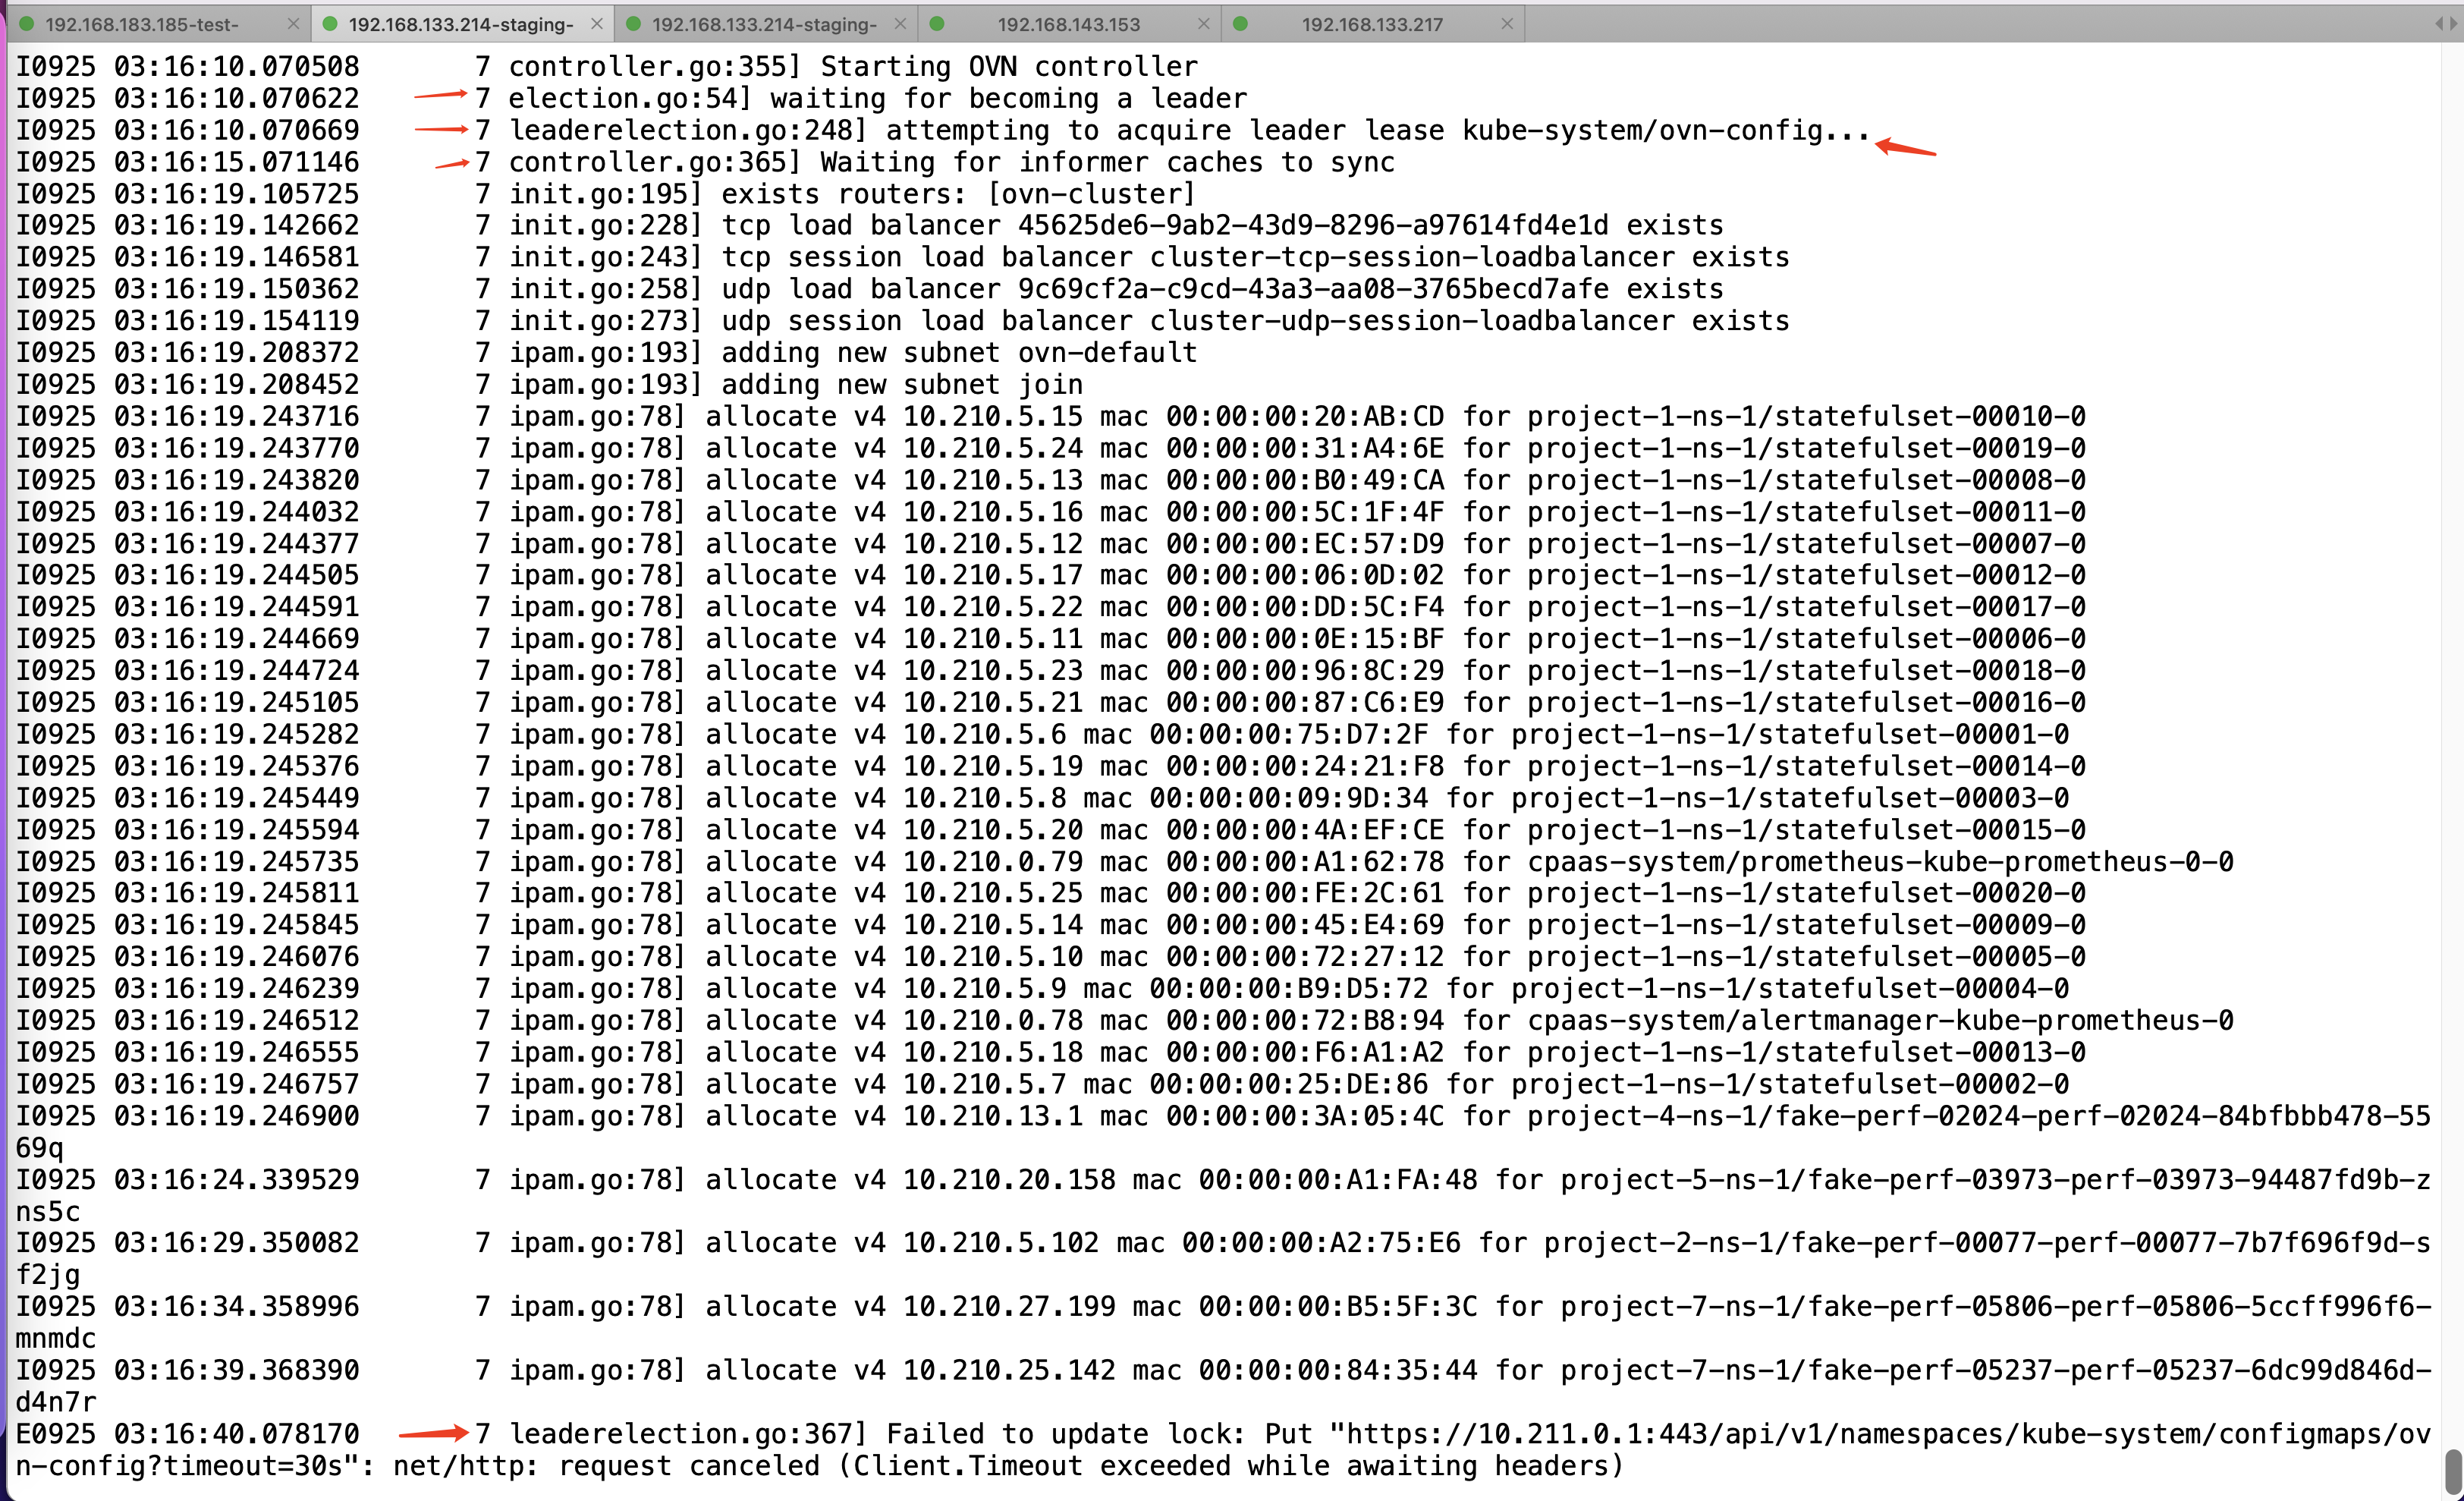 192.168.183.185-test-
192.168.133.214-staging-
192.168.133.214-staging-
192.168.143.153
192.168.133.217
I0925 03:16:10.070508       7 controller.go:355] Starting OVN controller
I0925 03:16:10.070622       7 election.go:54] waiting for becoming a leader
I0925 03:16:10.070669       7 leaderelection.go:248] attempting to acquire leader lease kube-system/ovn-config...
I0925 03:16:15.071146       7 controller.go:365] Waiting for informer caches to sync
I0925 03:16:19.105725       7 init.go:195] exists routers: [ovn-cluster]
I0925 03:16:19.142662       7 init.go:228] tcp load balancer 45625de6-9ab2-43d9-8296-a97614fd4e1d exists
I0925 03:16:19.146581       7 init.go:243] tcp session load balancer cluster-tcp-session-loadbalancer exists
I0925 03:16:19.150362       7 init.go:258] udp load balancer 9c69cf2a-c9cd-43a3-aa08-3765becd7afe exists
I0925 03:16:19.154119       7 init.go:273] udp session load balancer cluster-udp-session-loadbalancer exists
I0925 03:16:19.208372       7 ipam.go:193] adding new subnet ovn-default
I0925 03:16:19.208452       7 ipam.go:193] adding new subnet join
I0925 03:16:19.243716       7 ipam.go:78] allocate v4 10.210.5.15 mac 00:00:00:20:AB:CD for project-1-ns-1/statefulset-00010-0
I0925 03:16:19.243770       7 ipam.go:78] allocate v4 10.210.5.24 mac 00:00:00:31:A4:6E for project-1-ns-1/statefulset-00019-0
I0925 03:16:19.243820       7 ipam.go:78] allocate v4 10.210.5.13 mac 00:00:00:B0:49:CA for project-1-ns-1/statefulset-00008-0
I0925 03:16:19.244032       7 ipam.go:78] allocate v4 10.210.5.16 mac 00:00:00:5C:1F:4F for project-1-ns-1/statefulset-00011-0
I0925 03:16:19.244377       7 ipam.go:78] allocate v4 10.210.5.12 mac 00:00:00:EC:57:D9 for project-1-ns-1/statefulset-00007-0
I0925 03:16:19.244505       7 ipam.go:78] allocate v4 10.210.5.17 mac 00:00:00:06:0D:02 for project-1-ns-1/statefulset-00012-0
I0925 03:16:19.244591       7 ipam.go:78] allocate v4 10.210.5.22 mac 00:00:00:DD:5C:F4 for project-1-ns-1/statefulset-00017-0
I0925 03:16:19.244669       7 ipam.go:78] allocate v4 10.210.5.11 mac 00:00:00:0E:15:BF for project-1-ns-1/statefulset-00006-0
I0925 03:16:19.244724       7 ipam.go:78] allocate v4 10.210.5.23 mac 00:00:00:96:8C:29 for project-1-ns-1/statefulset-00018-0
I0925 03:16:19.245105       7 ipam.go:78] allocate v4 10.210.5.21 mac 00:00:00:87:C6:E9 for project-1-ns-1/statefulset-00016-0
I0925 03:16:19.245282       7 ipam.go:78] allocate v4 10.210.5.6 mac 00:00:00:75:D7:2F for project-1-ns-1/statefulset-00001-0
I0925 03:16:19.245376       7 ipam.go:78] allocate v4 10.210.5.19 mac 00:00:00:24:21:F8 for project-1-ns-1/statefulset-00014-0
I0925 03:16:19.245449       7 ipam.go:78] allocate v4 10.210.5.8 mac 00:00:00:09:9D:34 for project-1-ns-1/statefulset-00003-0
I0925 03:16:19.245594       7 ipam.go:78] allocate v4 10.210.5.20 mac 00:00:00:4A:EF:CE for project-1-ns-1/statefulset-00015-0
I0925 03:16:19.245735       7 ipam.go:78] allocate v4 10.210.0.79 mac 00:00:00:A1:62:78 for cpaas-system/prometheus-kube-prometheus-0-0
I0925 03:16:19.245811       7 ipam.go:78] allocate v4 10.210.5.25 mac 00:00:00:FE:2C:61 for project-1-ns-1/statefulset-00020-0
I0925 03:16:19.245845       7 ipam.go:78] allocate v4 10.210.5.14 mac 00:00:00:45:E4:69 for project-1-ns-1/statefulset-00009-0
I0925 03:16:19.246076       7 ipam.go:78] allocate v4 10.210.5.10 mac 00:00:00:72:27:12 for project-1-ns-1/statefulset-00005-0
I0925 03:16:19.246239       7 ipam.go:78] allocate v4 10.210.5.9 mac 00:00:00:B9:D5:72 for project-1-ns-1/statefulset-00004-0
I0925 03:16:19.246512       7 ipam.go:78] allocate v4 10.210.0.78 mac 00:00:00:72:B8:94 for cpaas-system/alertmanager-kube-prometheus-0
I0925 03:16:19.246555       7 ipam.go:78] allocate v4 10.210.5.18 mac 00:00:00:F6:A1:A2 for project-1-ns-1/statefulset-00013-0
I0925 03:16:19.246757       7 ipam.go:78] allocate v4 10.210.5.7 mac 00:00:00:25:DE:86 for project-1-ns-1/statefulset-00002-0
I0925 03:16:19.246900       7 ipam.go:78] allocate v4 10.210.13.1 mac 00:00:00:3A:05:4C for project-4-ns-1/fake-perf-02024-perf-02024-84bfbbb478-55
69q
I0925 03:16:24.339529       7 ipam.go:78] allocate v4 10.210.20.158 mac 00:00:00:A1:FA:48 for project-5-ns-1/fake-perf-03973-perf-03973-94487fd9b-z
ns5c
I0925 03:16:29.350082       7 ipam.go:78] allocate v4 10.210.5.102 mac 00:00:00:A2:75:E6 for project-2-ns-1/fake-perf-00077-perf-00077-7b7f696f9d-s
f2jg
I0925 03:16:34.358996       7 ipam.go:78] allocate v4 10.210.27.199 mac 00:00:00:B5:5F:3C for project-7-ns-1/fake-perf-05806-perf-05806-5ccff996f6-
mnmdc
I0925 03:16:39.368390       7 ipam.go:78] allocate v4 10.210.25.142 mac 00:00:00:84:35:44 for project-7-ns-1/fake-perf-05237-perf-05237-6dc99d846d-
d4n7r
E0925 03:16:40.078170       7 leaderelection.go:367] Failed to update lock: Put "https://10.211.0.1:443/api/v1/namespaces/kube-system/configmaps/ov
n-config?timeout=30s": net/http: request canceled (Client.Timeout exceeded while awaiting headers)